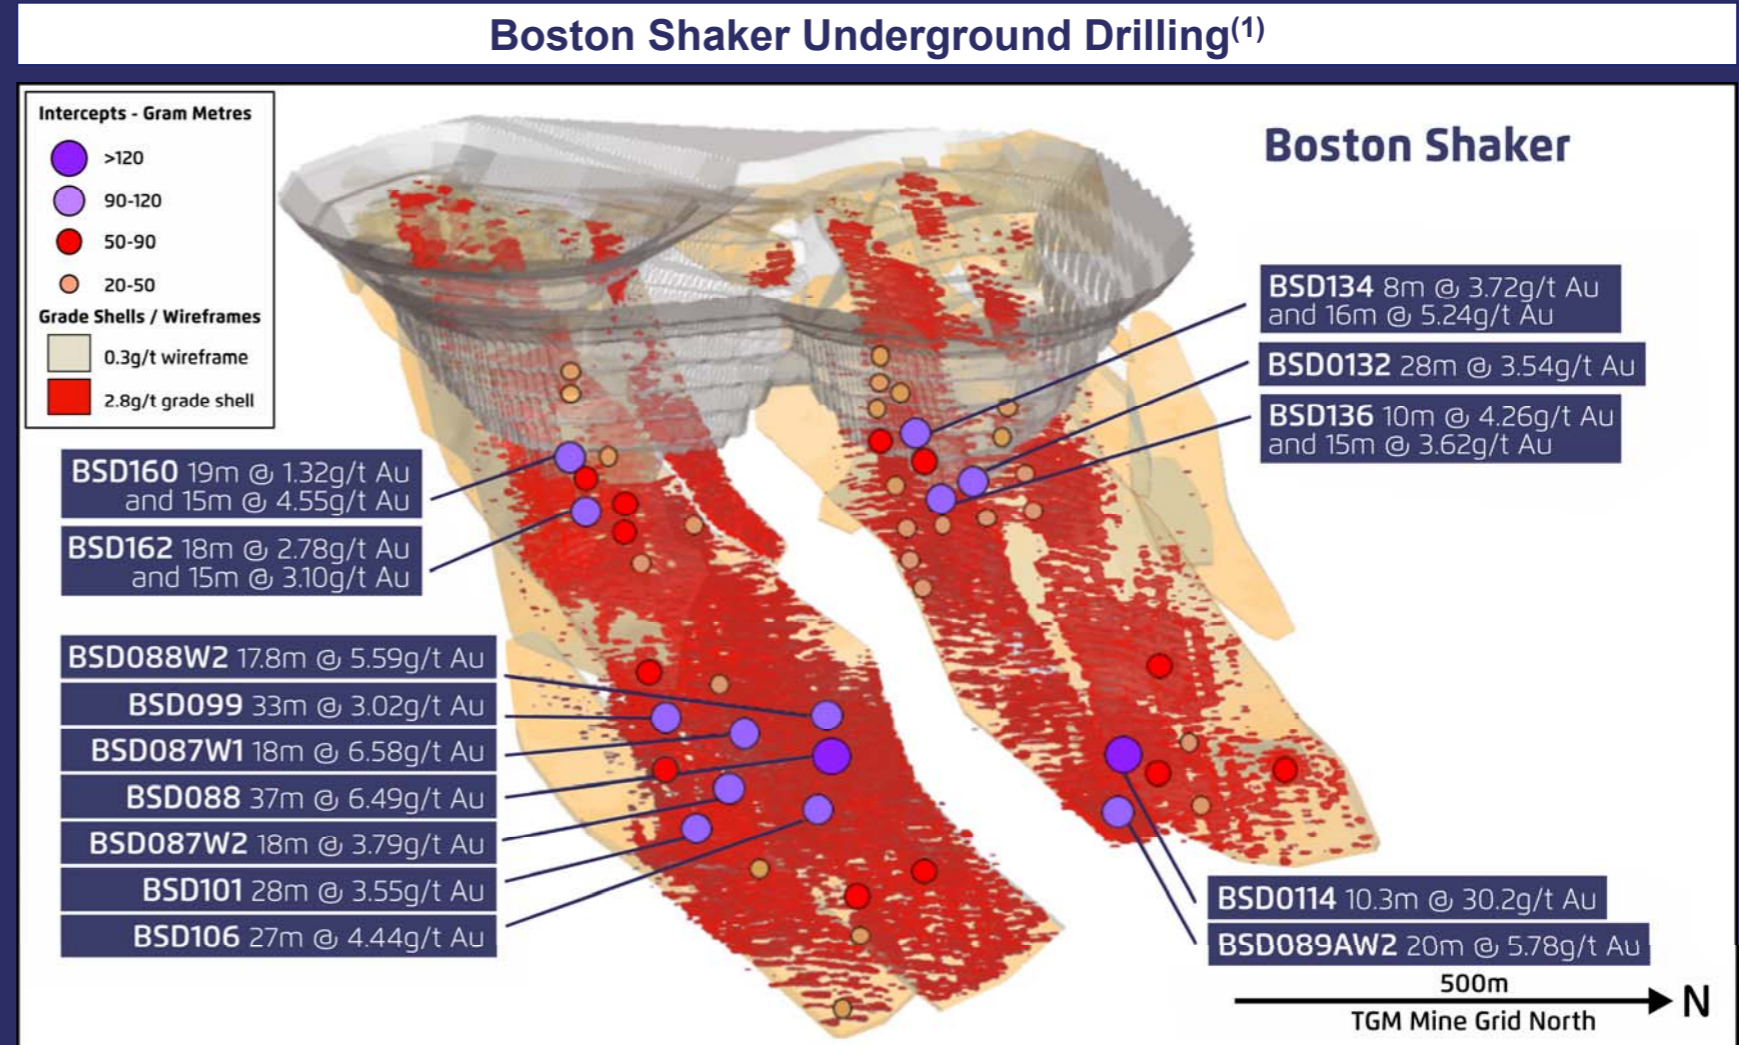 Boston Shaker Underground Drilling(1)
Intercepts - Gram Metres
>120
90-120
50-90
20-50
Grade Shells / Wireframes
0.3g/t wireframe
2.8g/t grade shell
Boston Shaker
BSD134 8m @ 3.72g/t Au
and 16m @ 5.24g/t Au
BSD0132 28m @ 3.54g/t Au
BSD136 10m @ 4.26g/t Au
and 15m @ 3.62g/t Au
BSD160 19m @ 1.32g/t Au
and 15m @ 4.55g/t Au
BSD162 18m @ 2.78g/t Au
and 15m @ 3.10g/t Au
BSD088W2 17.8m @ 5.59g/t Au
BSD099 33m @ 3.02g/t Au
BSD087W1 18m @ 6.58g/t Au
BSD088 37m @ 6.49g/t Au
BSD087W2 18m @ 3.79g/t Au
BSD101 28m @ 3.55g/t Au
BSD106 27m @ 4.44g/t Au
BSD0114 10.3m @ 30.2g/t Au
BSD089AW2 20m @ 5.78g/t Au
500m
N
TGM Mine Grid North